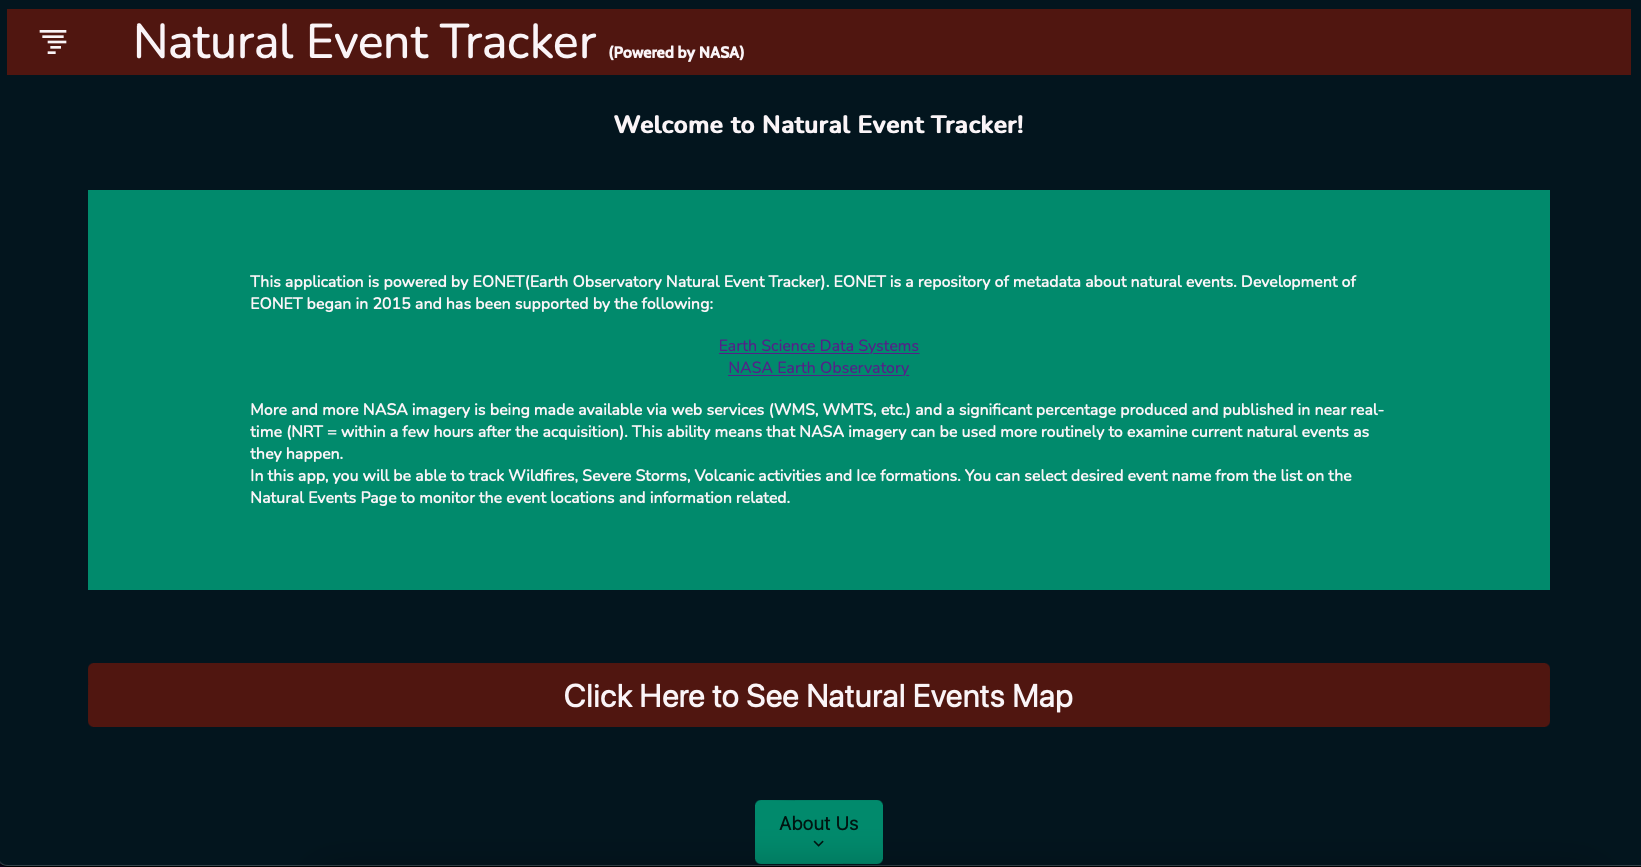 Natural Event Tracker (Powered by NASA)
Welcome to Natural Event Tracker!
This application is powered by EONET(Earth Observatory Natural Event Tracker). EONET is a repository of metadata about natural events. Development of
EONET began in 2015 and has been supported by the following:
Earth Science Data Systems
NASA Earth Observatory
More and more NASA imagery is being made available via web services (WMS, WMTS, etc.) and a significant percentage produced and published in near real-
time (NRT = within a few hours after the acquisition). This ability means that NASA imagery can be used more routinely to examine current natural events as
they happen.
In this app, you will be able to track Wildfires, Severe Storms, Volcanic activities and Ice formations. You can select desired event name from the list on the
Natural Events Page to monitor the event locations and information related.
Click Here to See Natural Events Map
About Us